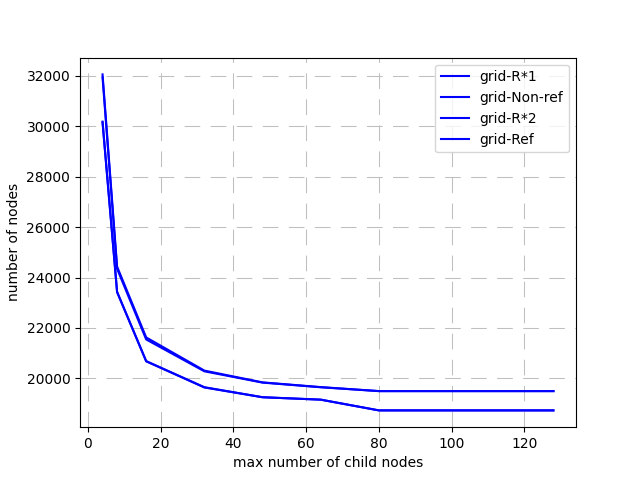 grid-R*1
grid-Non-ref
grid-R*2
grid-Ref
number of nodes
32000
30000
28000
26000
24000
22000
20000
0 20 40 60 80 100 120
max number of child nodes